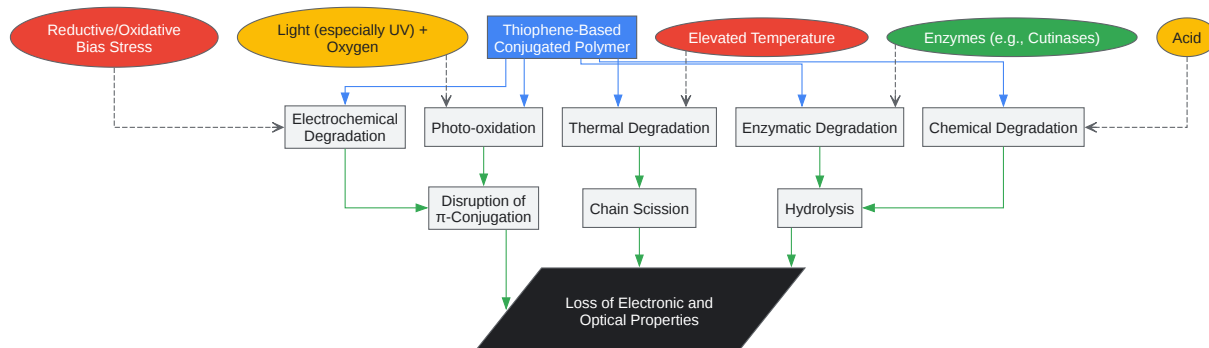 Reductive/Oxidative
Bias Stress
Light (especially UV) +
Oxygen
Thiophene-Based
Conjugated Polymer
Elevated Temperature
Enzymes (e.g., Cutinases)
Acid
Electrochemical
Degradation
Photo-oxidation
Thermal Degradation
Enzymatic Degradation
Chemical Degradation
Disruption of
π-Conjugation
Chain Scission
Hydrolysis
Loss of Electronic and
Optical Properties